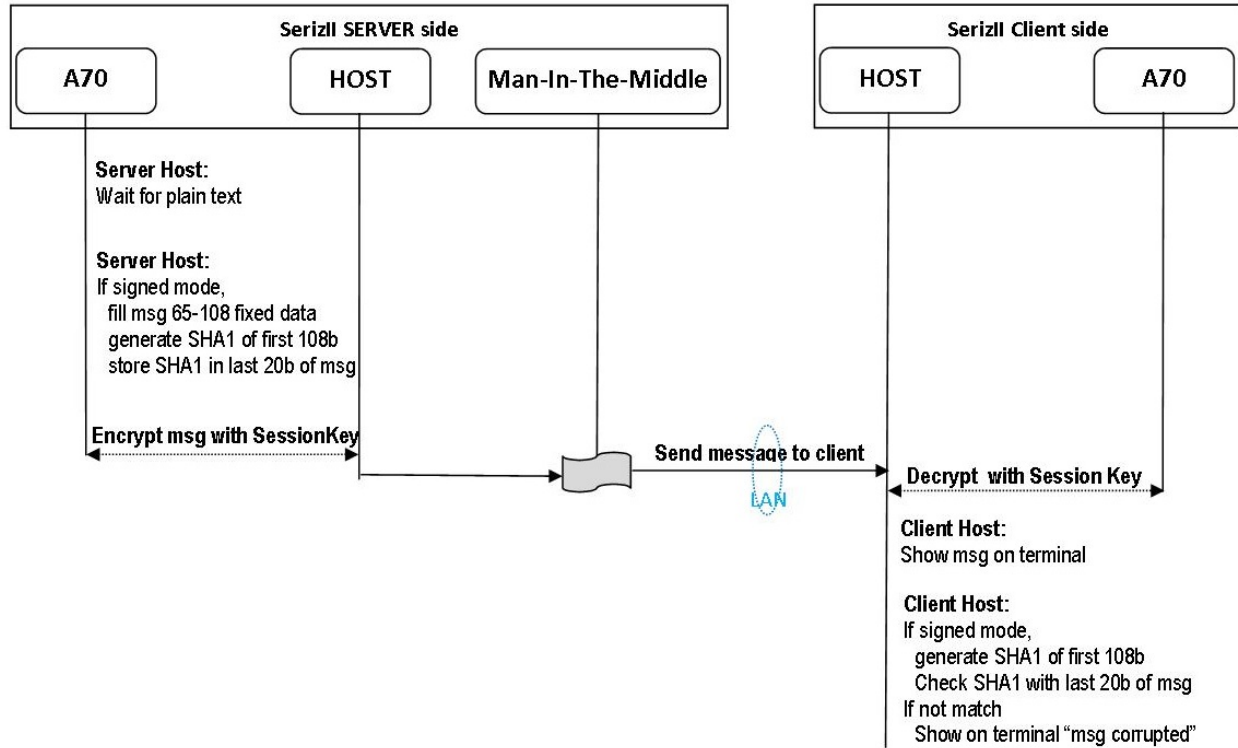 SerizII SERVER side
SerizII Client side
A70
HOST
Man-In-The-Middle
HOST
A70
Server Host:
Wait for plain text
Server Host:
If signed mode,
fill msg 65-108 fixed data
generate SHA1 of first 108b
store SHA1 in last 20b of msg
Encrypt msg with SessionKey
Send message to client
LAN
Decrypt with Session Key
Client Host:
Show msg on terminal
Client Host:
If signed mode,
generate SHA1 of first 108b
Check SHA1 with last 20b of msg
If not match
Show on terminal “msg corrupted”